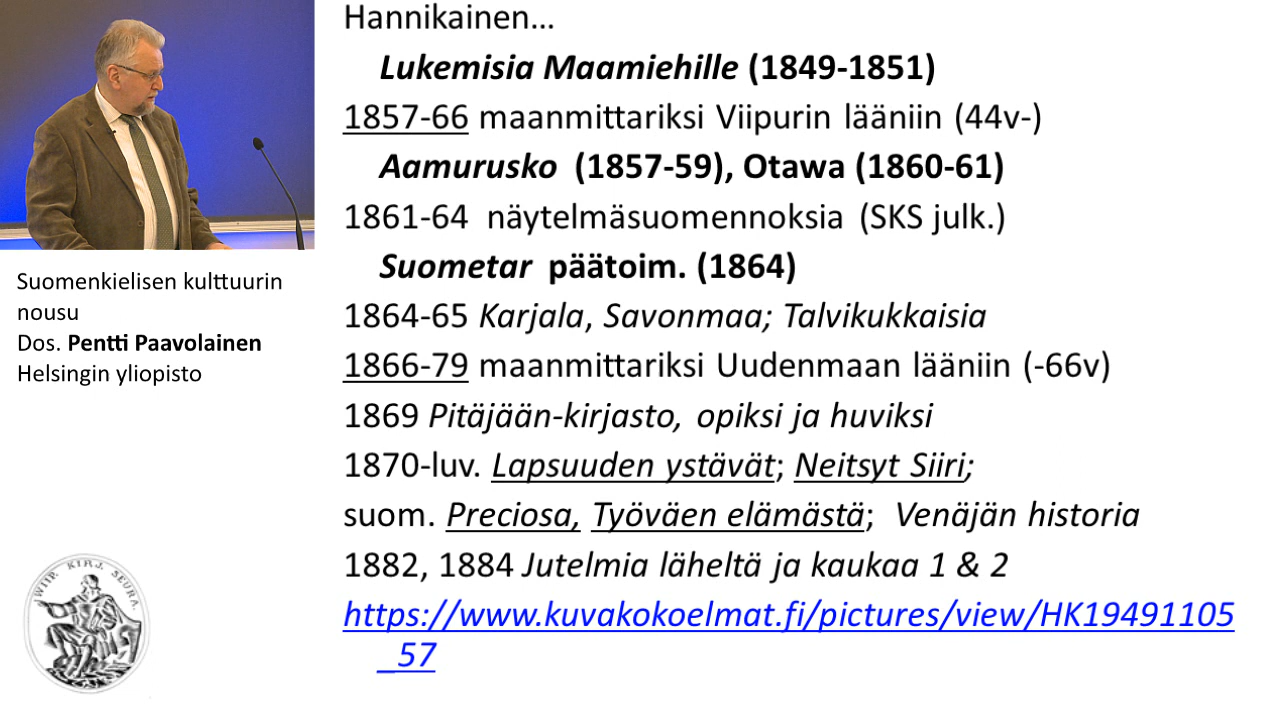 Hannikainen...
Lukemisia Maamiehille (1849-1851)
1857-66 maanmittariksi Viipurin lääniin (44v-)
Aamurusko (1857-59), Otawa (1860-61)
1861-64 näytelmäsuomennoksia (SKS julk.)
Suometar päätoim. (1864)
1864-65 Karjala, Savonmaa; Talvikukkaisia
1866-79 maanmittariksi Uudenmaan lääniin (-66v)
1869 Pitäjään-kirjasto, opiksi ja huviksi
1870-luv. Lapsuuden ystävät; Neitsyt Siiri;
suom. Preciosa, Työväen elämästä; Venäjän historia
1882, 1884 Jutelmia läheltä ja kaukaa 1 & 2
https://www.kuvakokoelmat.fi/pictures/view/HK19491105
_57
Suomenkielisen kulttuurin
nousu
Dos. Pentti Paavolainen
Helsingin yliopisto
WIIP. KIRJ. SEURA.